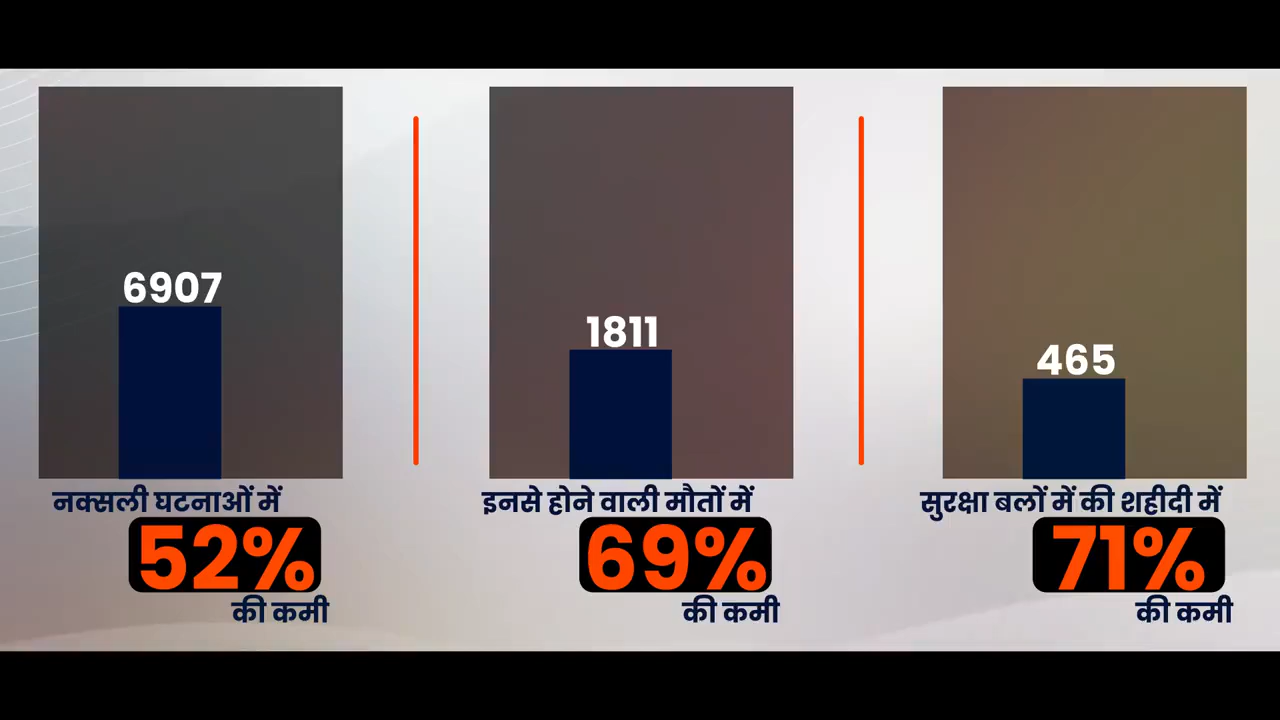 6907
नक्सली घटनाओं में
52%
की कमी
1811
इनसे होने वाली मौतों में
69%
की कमी
465
सुरक्षा बलों में की शहीदी में
71%
की कमी